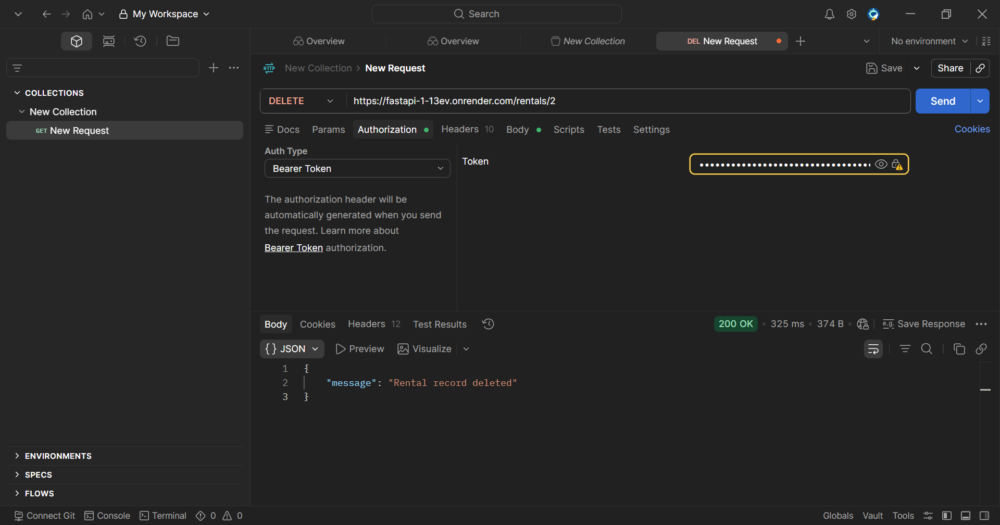 My Workspace
Search
Overview
Overview
New Collection
DEL New Request
No environment
HTTP New Collection > New Request
Save
Share
COLLECTIONS
New Collection
GET New Request
DELETE
https://fastapi-1-13ev.onrender.com/rentals/2
Send
Docs
Params
Authorization
Headers 10
Body
Scripts
Tests
Settings
Cookies
Auth Type
Bearer Token
The authorization header will be
automatically generated when you send
the request. Learn more about
Bearer Token authorization.
Token
Body
Cookies
Headers 12
Test Results
200 OK • 325 ms • 374 B
e.g. Save Response
{} JSON
Preview
Visualize
1 {
2 "message": "Rental record deleted"
3 }
ENVIRONMENTS
SPECS
FLOWS
Connect Git
Console
Terminal
0
0
Globals
Vault
Tools